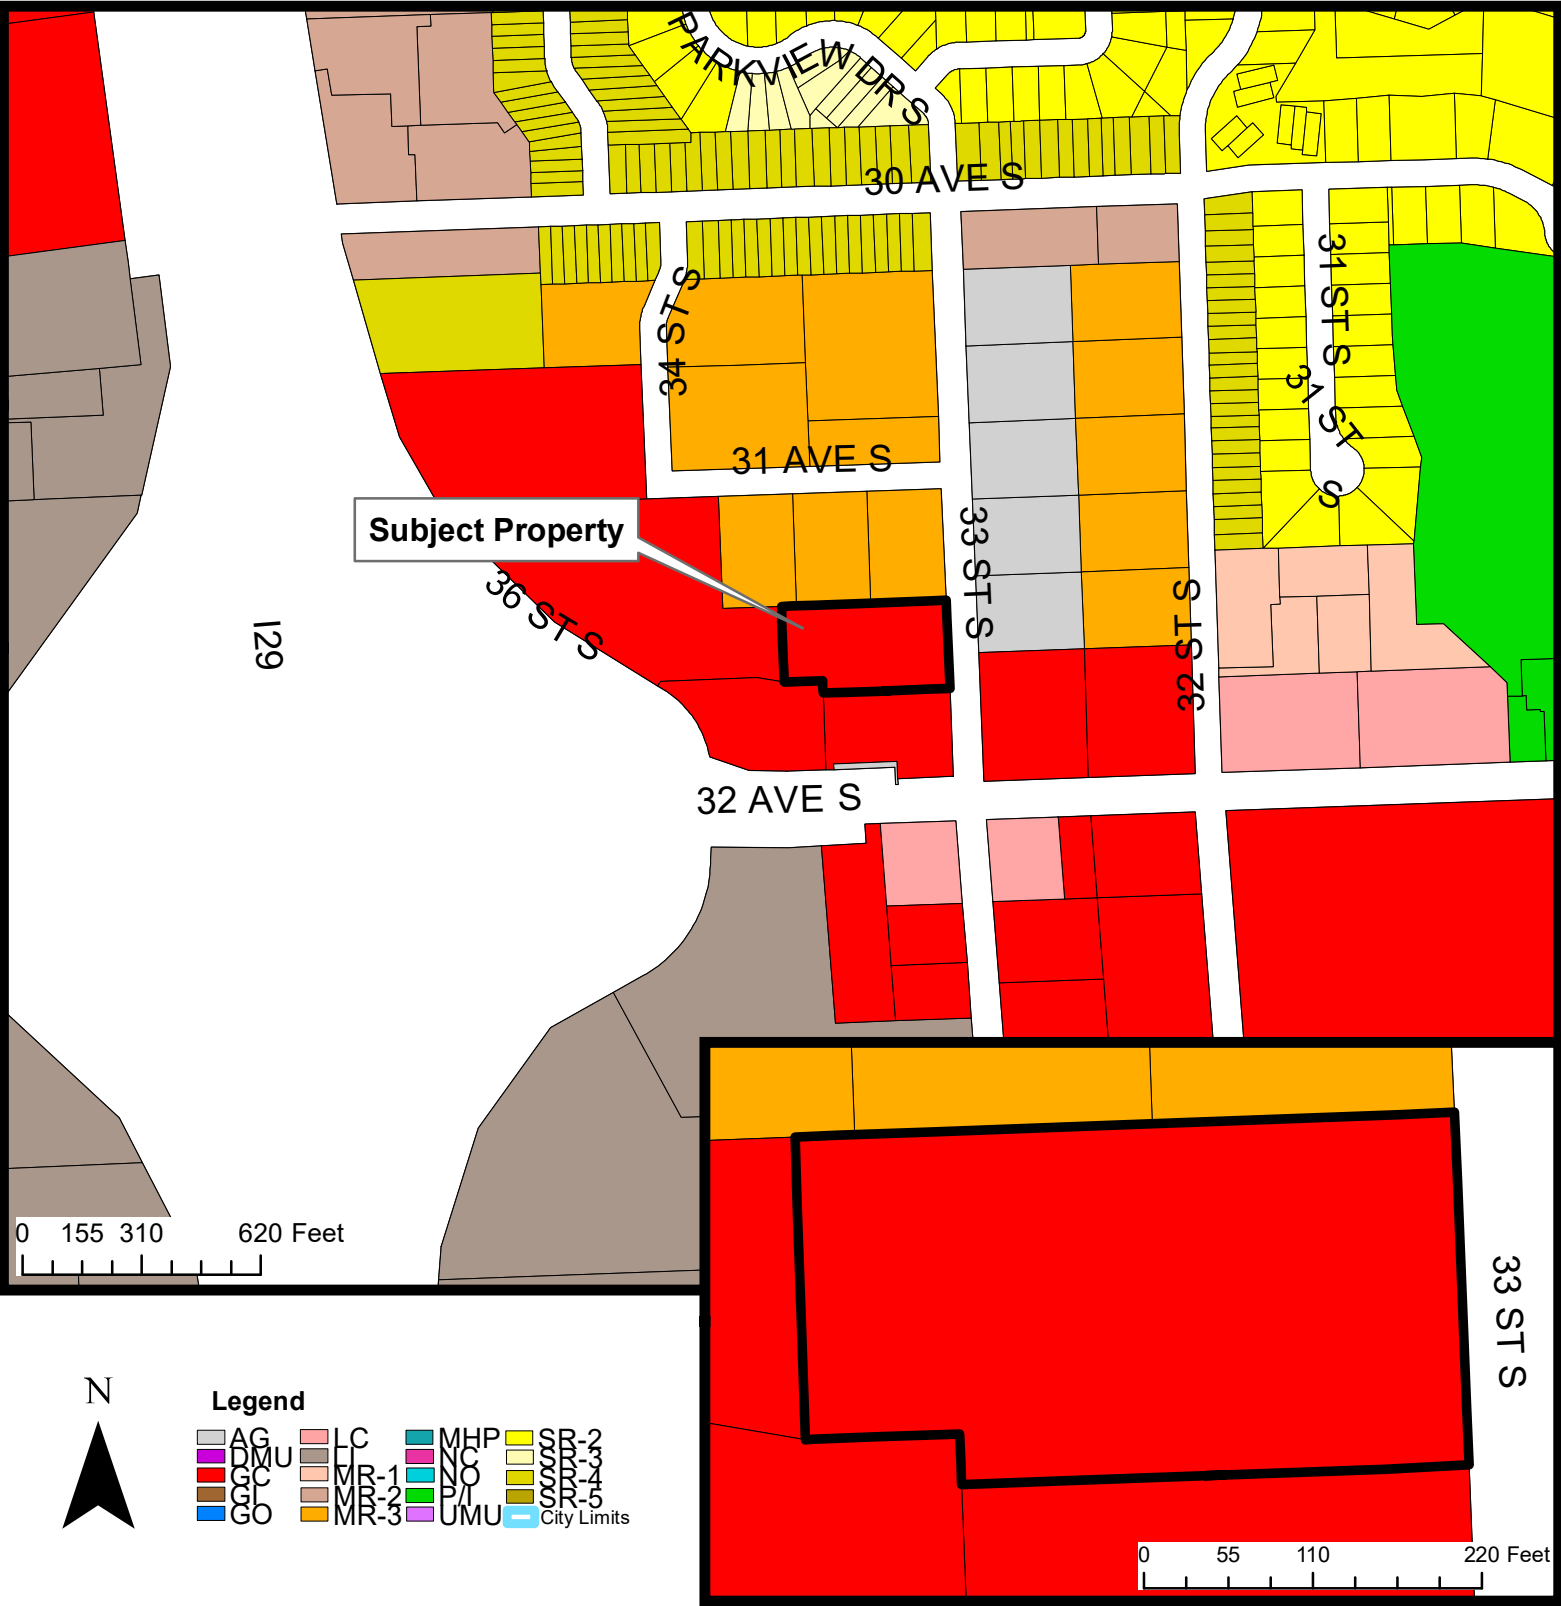 PARKVIEW DR S
30 AVE S
31 ST S
34 ST S
31 ST S
31 AVE S
Subject Property
33 ST S
36 ST S
32 ST S
I29
32 AVE S
0 155 310 620 Feet
33 ST S
N
Legend
AG LC MHP SR-2
DMU LI NC SR-3
GC MR-1 NO SR-4
GI MR-2 P/I SR-5
GO MR-3 UMU City Limits
0 55 110 220 Feet